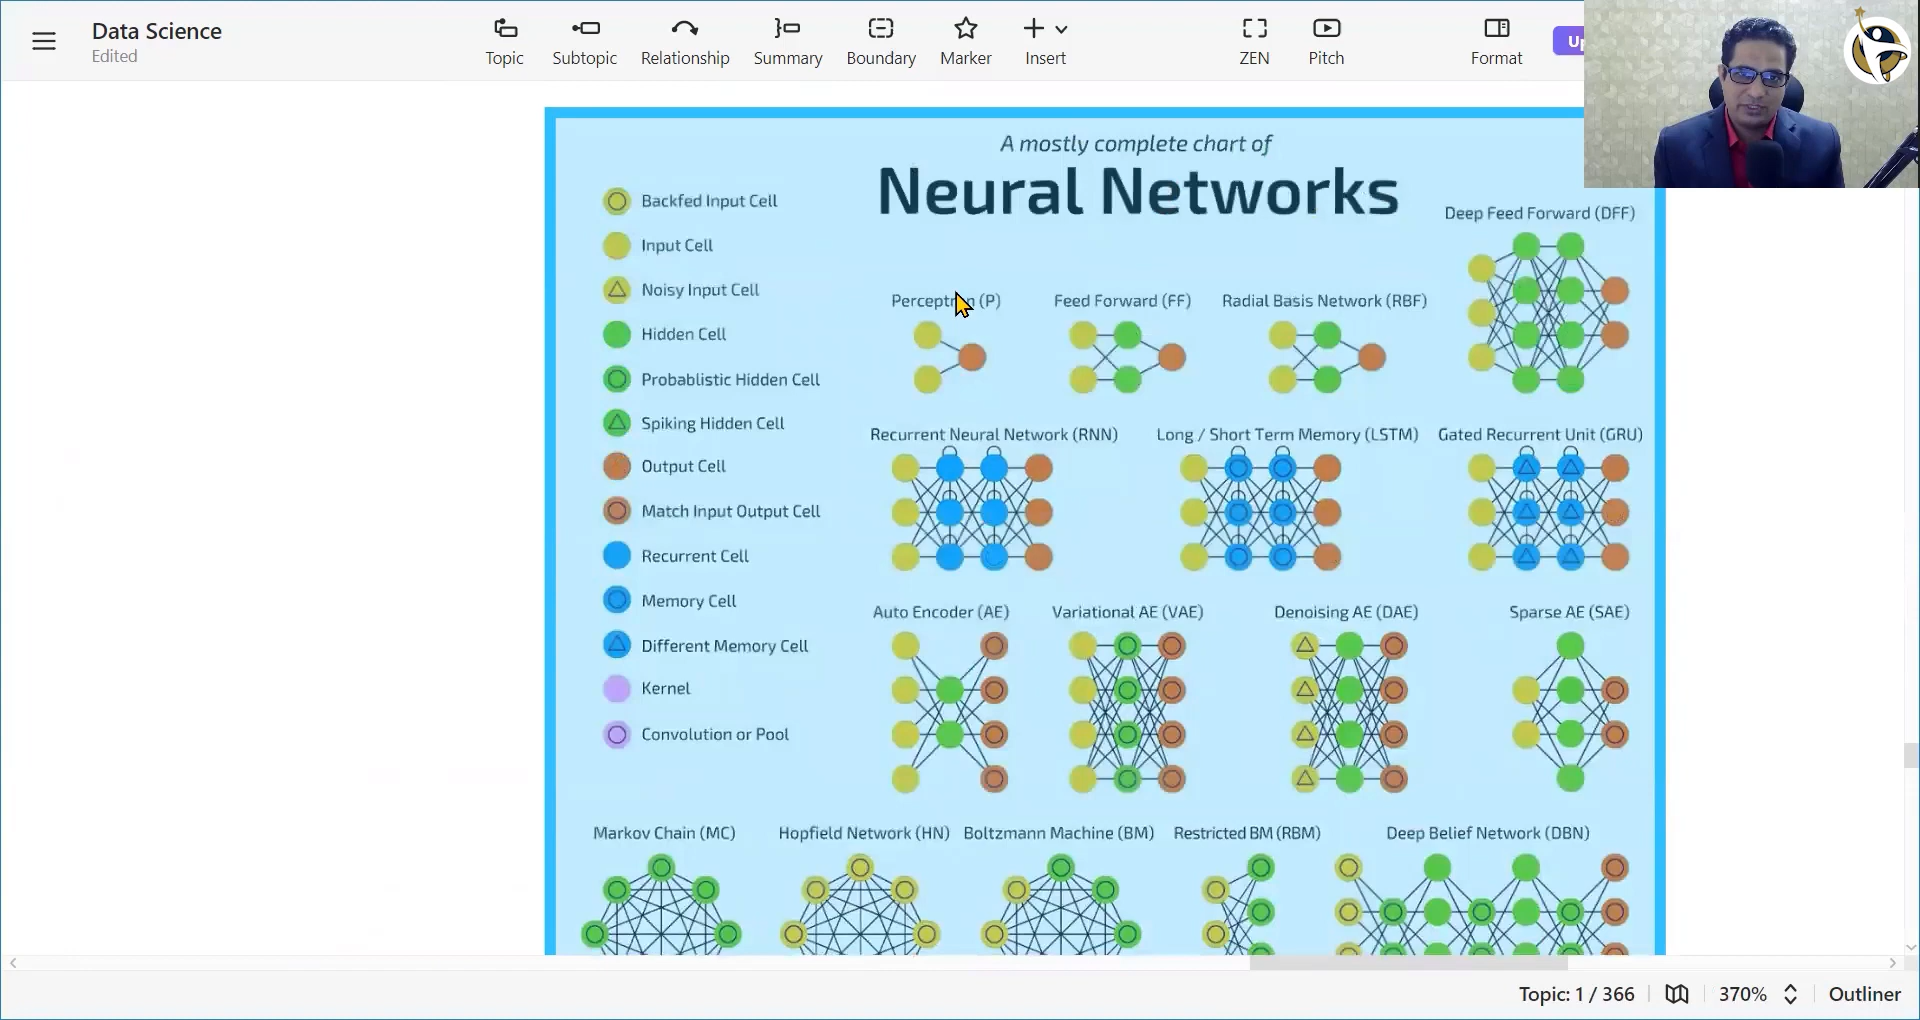 Data Science
Edited
Topic
Subtopic
Relationship
Summary
Boundary
Marker
Insert
ZEN
Pitch
Format
A mostly complete chart of
Neural Networks
Backfed Input Cell
Input Cell
Noisy Input Cell
Hidden Cell
Probablistic Hidden Cell
Spiking Hidden Cell
Output Cell
Match Input Output Cell
Recurrent Cell
Memory Cell
Different Memory Cell
Kernel
Convolution or Pool
Deep Feed Forward (DFF)
Perceptron (P)
Feed Forward (FF)
Radial Basis Network (RBF)
Recurrent Neural Network (RNN)
Long / Short Term Memory (LSTM)
Gated Recurrent Unit (GRU)
Auto Encoder (AE)
Variational AE (VAE)
Denoising AE (DAE)
Sparse AE (SAE)
Markov Chain (MC)
Hopfield Network (HN)
Boltzmann Machine (BM)
Restricted BM (RBM)
Deep Belief Network (DBN)
Topic: 1 / 366
370%
Outliner